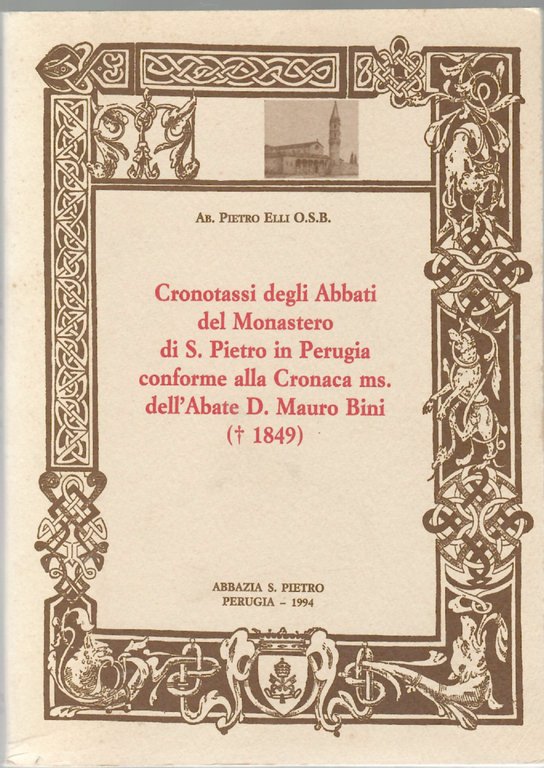 AB. PIETRO ELLI O.S.B.
Cronotassi degli Abbati
del Monastero
di S. Pietro in Perugia
conforme alla Cronaca ms.
dell'Abate D. Mauro Bini
(† 1849)
ABBAZIA S. PIETRO
PERUGIA – 1994